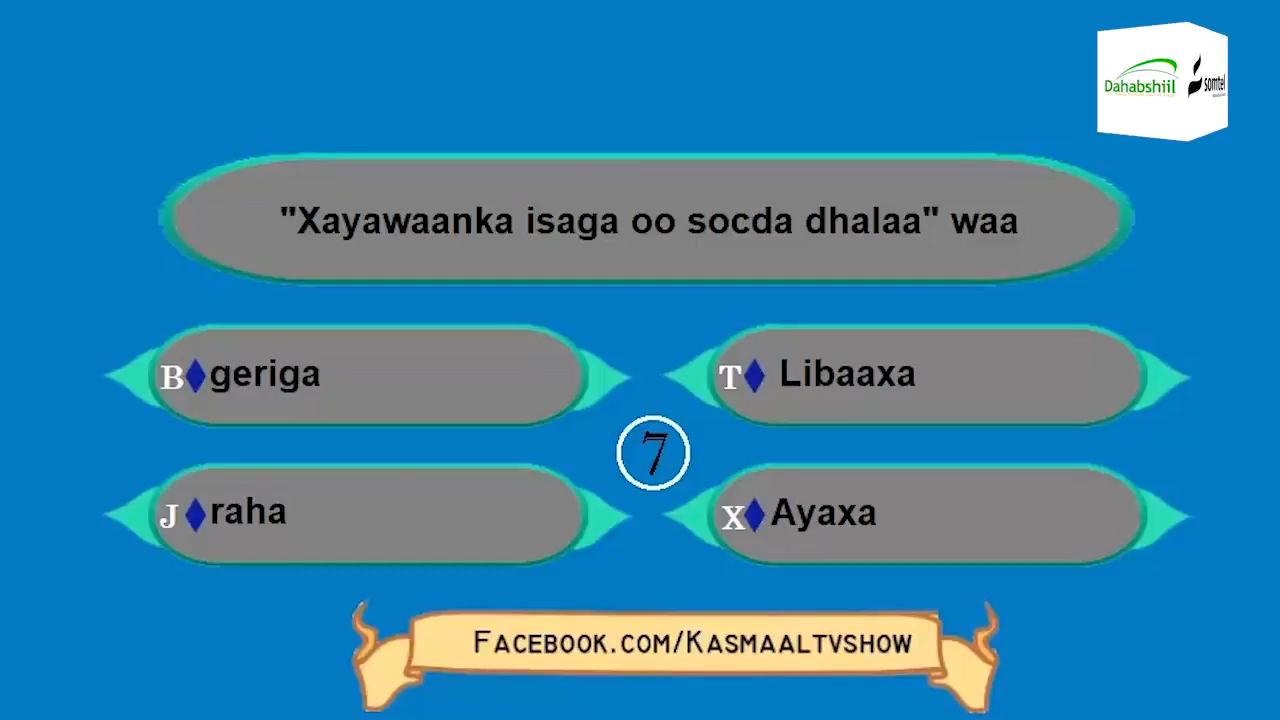 Dahabshiil
somtel
"Xayawaanka isaga oo socda dhalaa" waa
B geriga
T Libaaxa
7
J raha
X Ayaxa
Facebook.com/Kasmaaltvshow